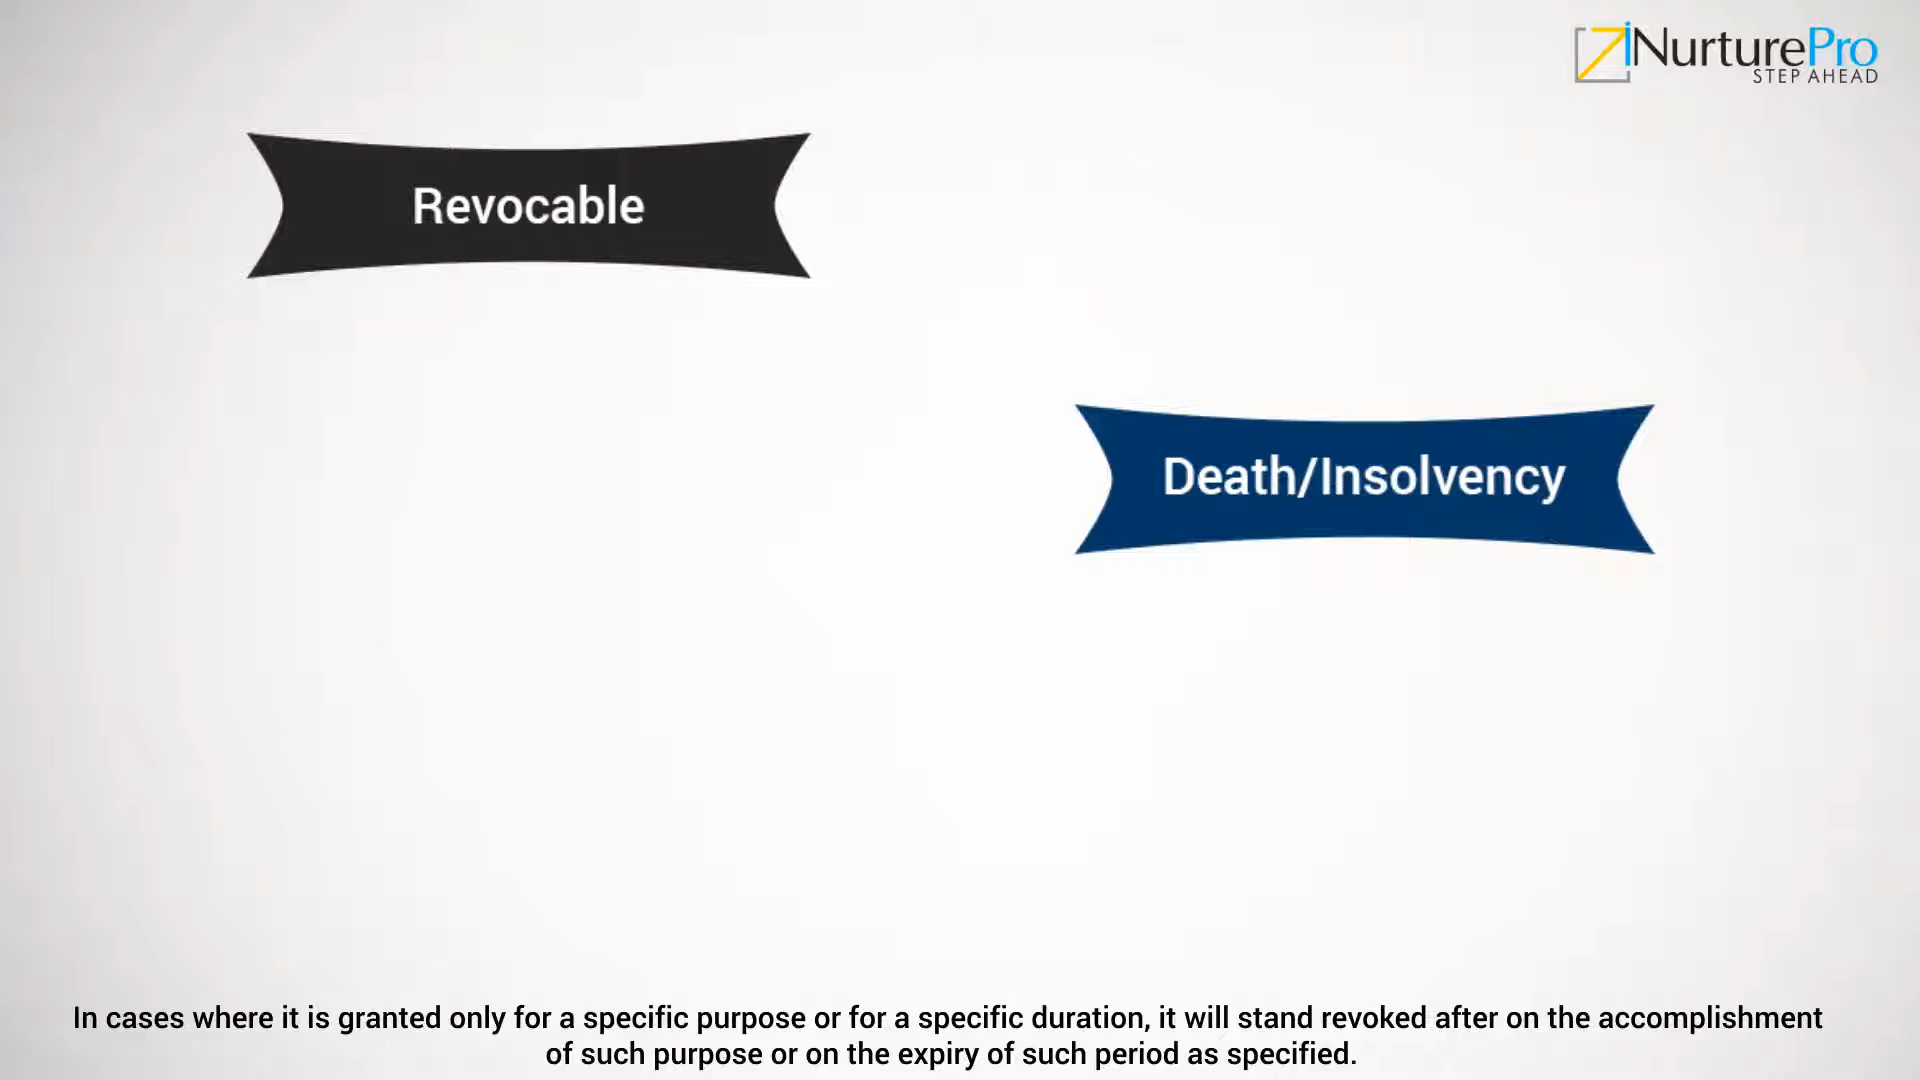 iNurturePro
STEP AHEAD
Revocable
Death/Insolvency
In cases where it is granted only for a specific purpose or for a specific duration, it will stand revoked after on the accomplishment
of such purpose or on the expiry of such period as specified.